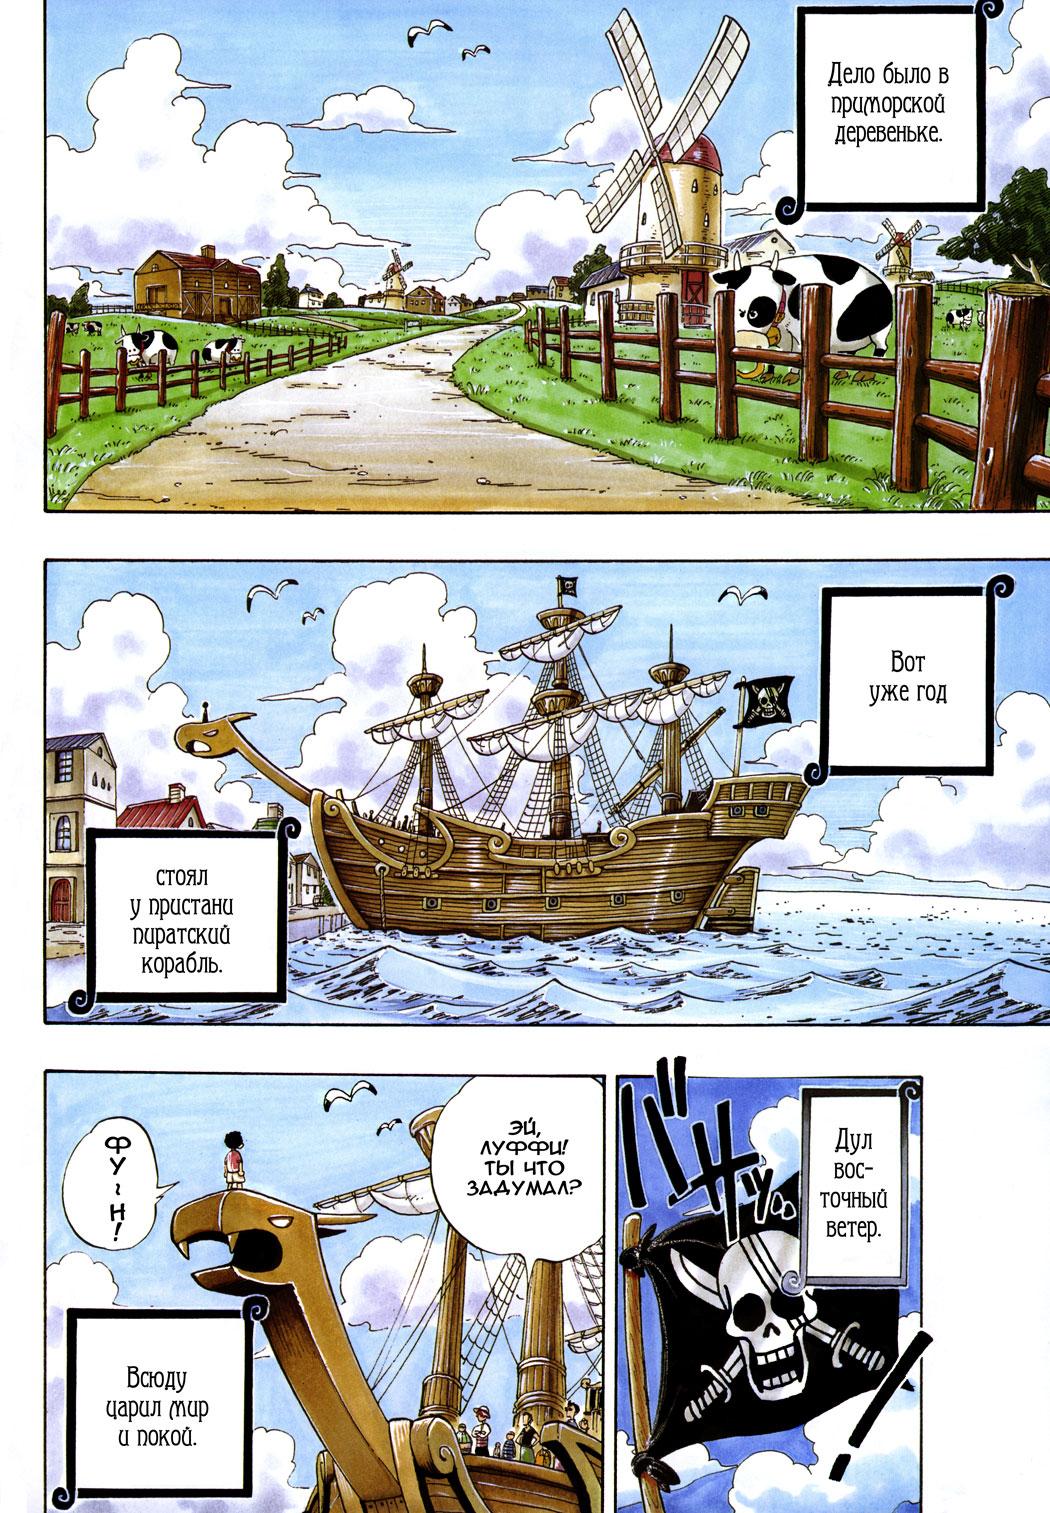 Дело было в
приморской
деревеньке.
Вот
уже год
стоял
у пристани
пиратский
корабль.
Дул
вос-
точный
ветер.
ЭЙ,
ЛУФФИ!
ТЫ ЧТО
ЗАДУМАЛ?
Ф
У
~
Н
!
Всюду
царил мир
и покой.